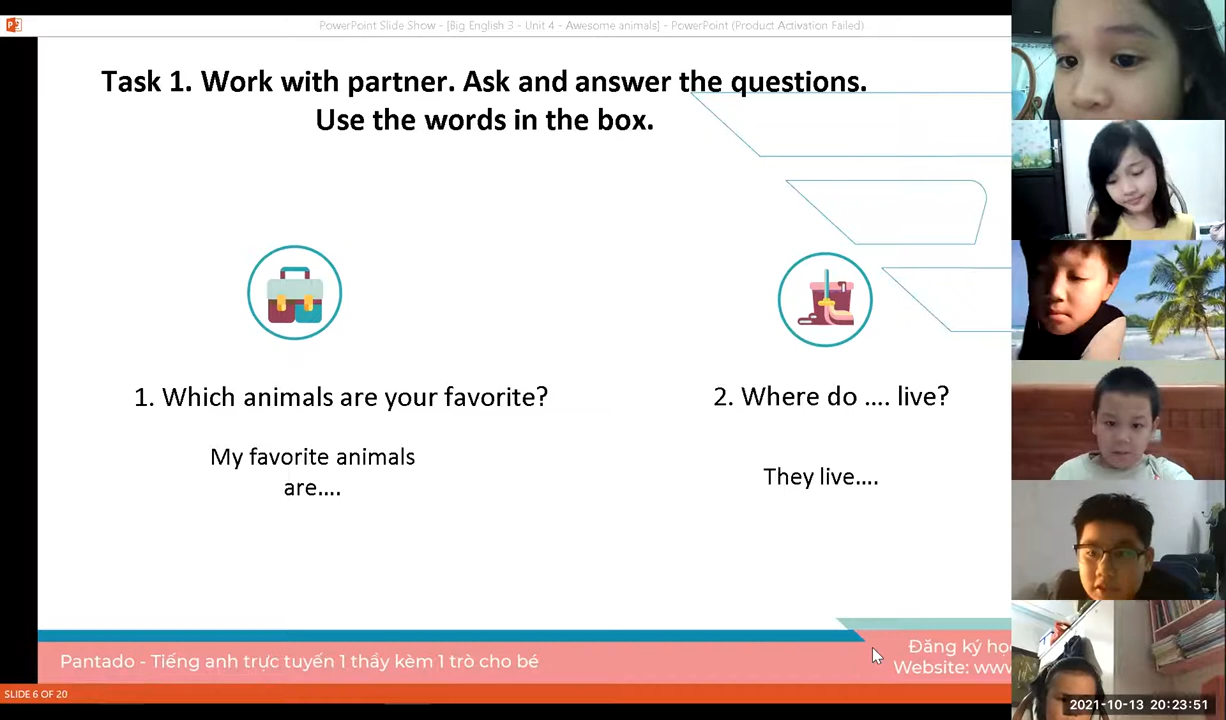 PowerPoint Slide Show - [Big English 3 - Unit 4 - Awesome animals] - PowerPoint (Product Activation Failed)
Task 1. Work with partner. Ask and answer the questions.
Use the words in the box.
1. Which animals are your favorite?
My favorite animals
are....
2. Where do .... live?
They live....
Pantado - Tiếng anh trực tuyến 1 thầy kèm 1 trò cho bé
Đăng ký họ
Website: www
SLIDE 6 OF 20
2021-10-13 20:23:51